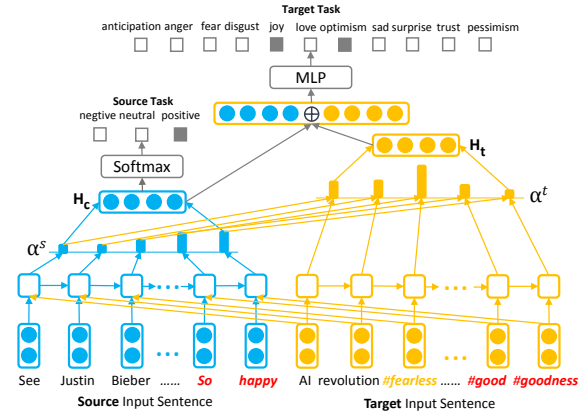 Target Task
anticipation anger fear disgust joy love optimism sad surprise trust pessimism
MLP
Source Task
negtive neutral positive
Softmax
H_t
H_c
α^s
α^t
See Justin Bieber ...... So happy AI revolution #fearless ...... #good #goodness
Source Input Sentence Target Input Sentence